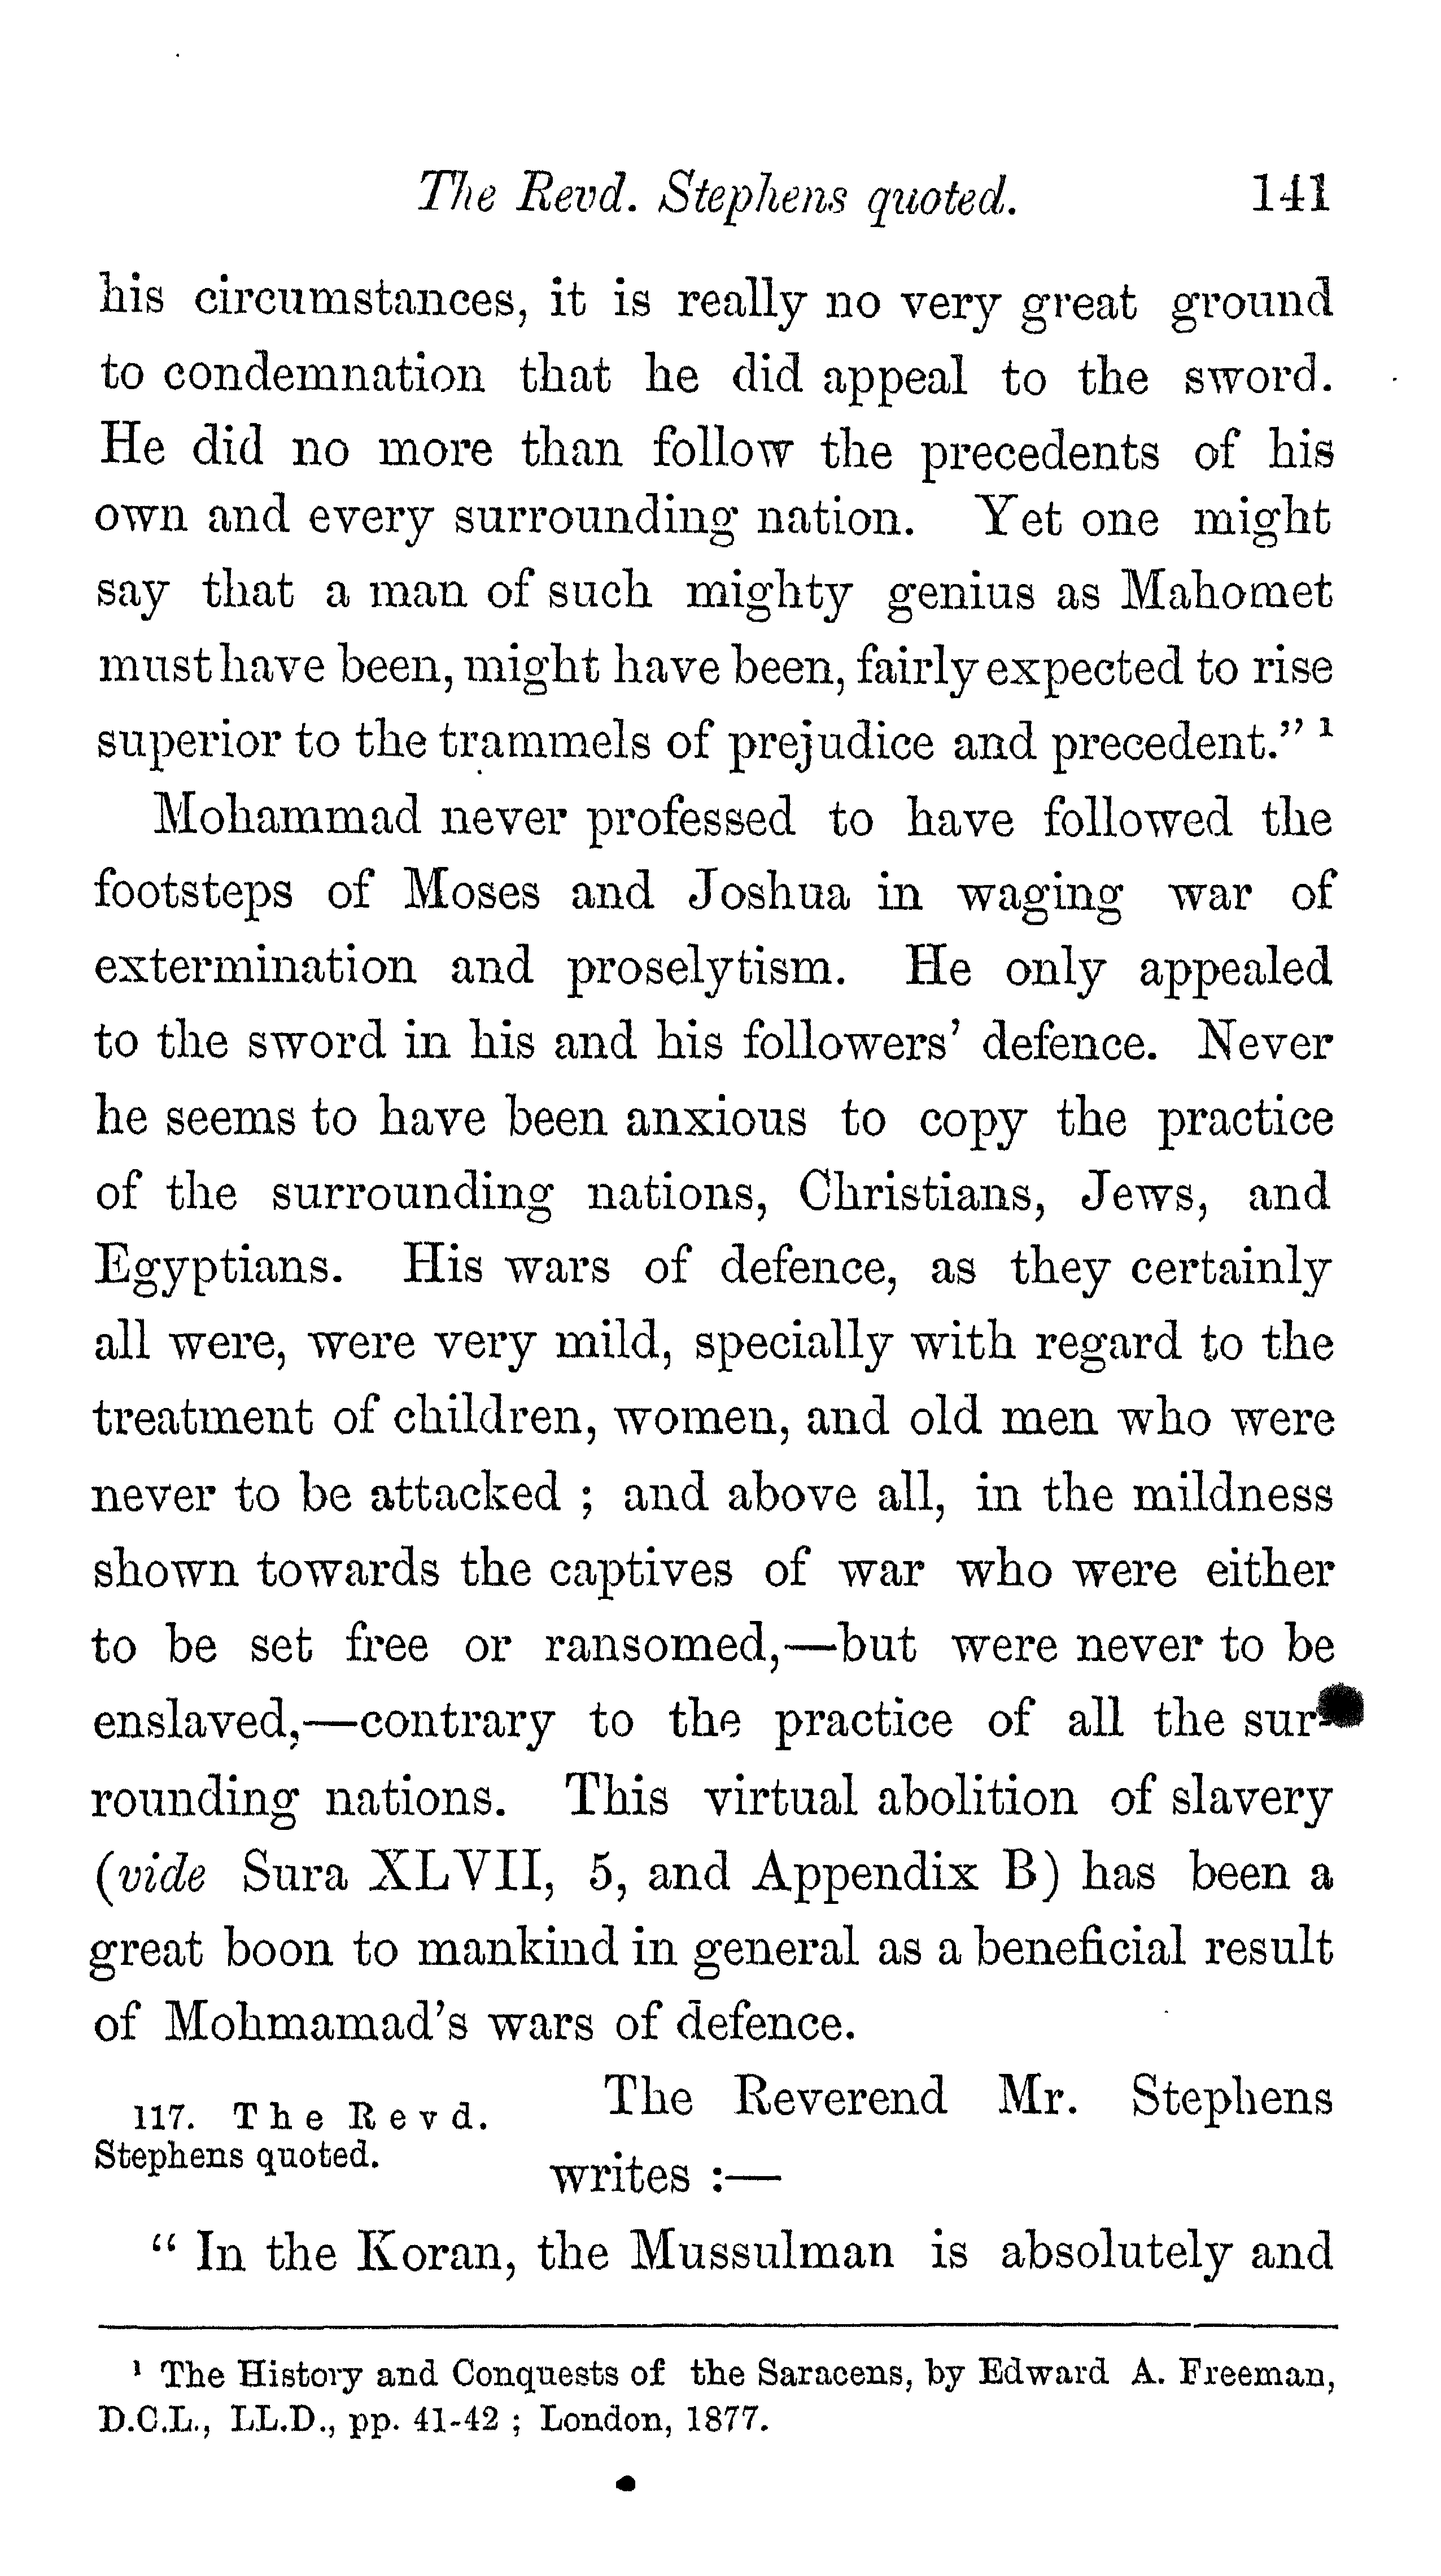 The Revd. Stephens quoted. 141
his circumstances, it is really no very great ground
to condemnation that he did appeal to the sword.
He did no more than follow the precedents of his
own and every surrounding nation. Yet one might
say that a man of such mighty genius as Mahomet
must have been, might have been, fairly expected to rise
superior to the trammels of prejudice and precedent.” ¹
Mohammad never professed to have followed the
footsteps of Moses and Joshua in waging war of
extermination and proselytism. He only appealed
to the sword in his and his followers’ defence. Never
he seems to have been anxious to copy the practice
of the surrounding nations, Christians, Jews, and
Egyptians. His wars of defence, as they certainly
all were, were very mild, specially with regard to the
treatment of children, women, and old men who were
never to be attacked ; and above all, in the mildness
shown towards the captives of war who were either
to be set free or ransomed,—but were never to be
enslaved,—contrary to the practice of all the sur-
rounding nations. This virtual abolition of slavery
(vide Sura XLVII, 5, and Appendix B) has been a
great boon to mankind in general as a beneficial result
of Mohmamad’s wars of defence.
117. The Revd.
Stephens quoted.
The Reverend Mr. Stephens
writes :—
“ In the Koran, the Mussulman is absolutely and
¹ The History and Conquests of the Saracens, by Edward A. Freeman,
D.C.L., LL.D., pp. 41-42 ; London, 1877.